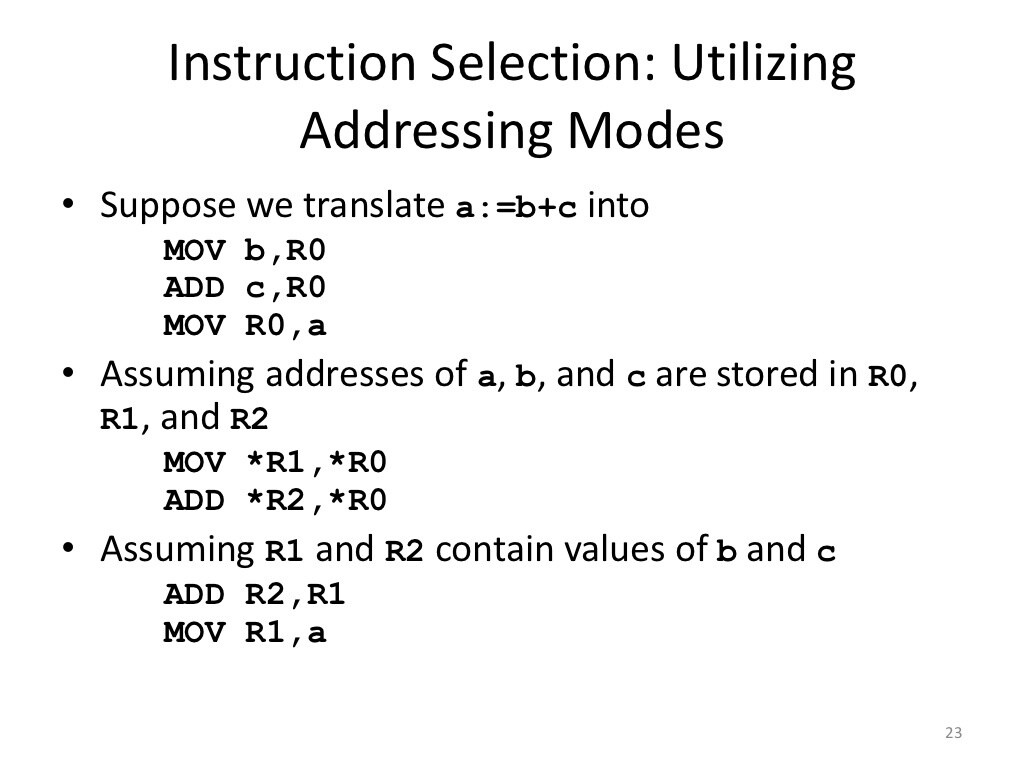 Instruction Selection: Utilizing
Addressing Modes
• Suppose we translate a:=b+c into
MOV b,R0
ADD c,R0
MOV R0,a
• Assuming addresses of a, b, and c are stored in R0,
R1, and R2
MOV *R1,*R0
ADD *R2,*R0
• Assuming R1 and R2 contain values of b and c
ADD R2,R1
MOV R1,a
23